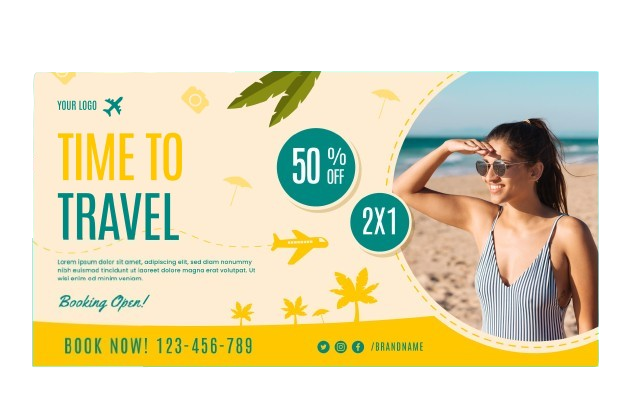 YOUR LOGO
TIME TO
TRAVEL
50 % OFF
2X1
Lorem ipsum dolor sit amet, adipiscing elit, sed diam nonummy
nibh euismod tincidunt ut laoreet dolore magna erat volutpat. Ut
wisi enim ad minim veniam.
Booking Open!
BOOK NOW! 123-456-789
/BRANDNAME